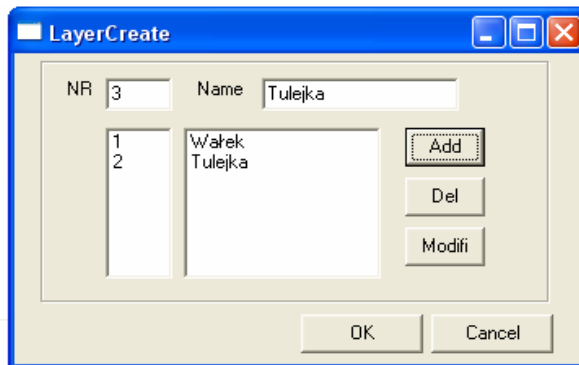 LayerCreate
NR 3 Name Tulejka
1 Wałek Add
2 Tulejka
Del
Modifi
OK Cancel